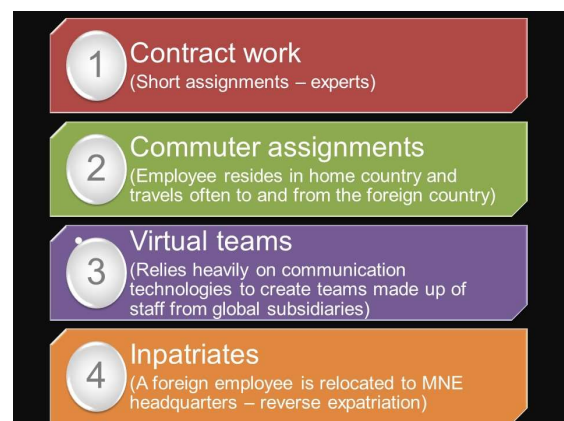 1
Contract work
(Short assignments – experts)
2
Commuter assignments
(Employee resides in home country and
travels often to and from the foreign country)
3
Virtual teams
(Relies heavily on communication
technologies to create teams made up of
staff from global subsidiaries)
4
Inpatriates
(A foreign employee is relocated to MNE
headquarters – reverse expatriation)